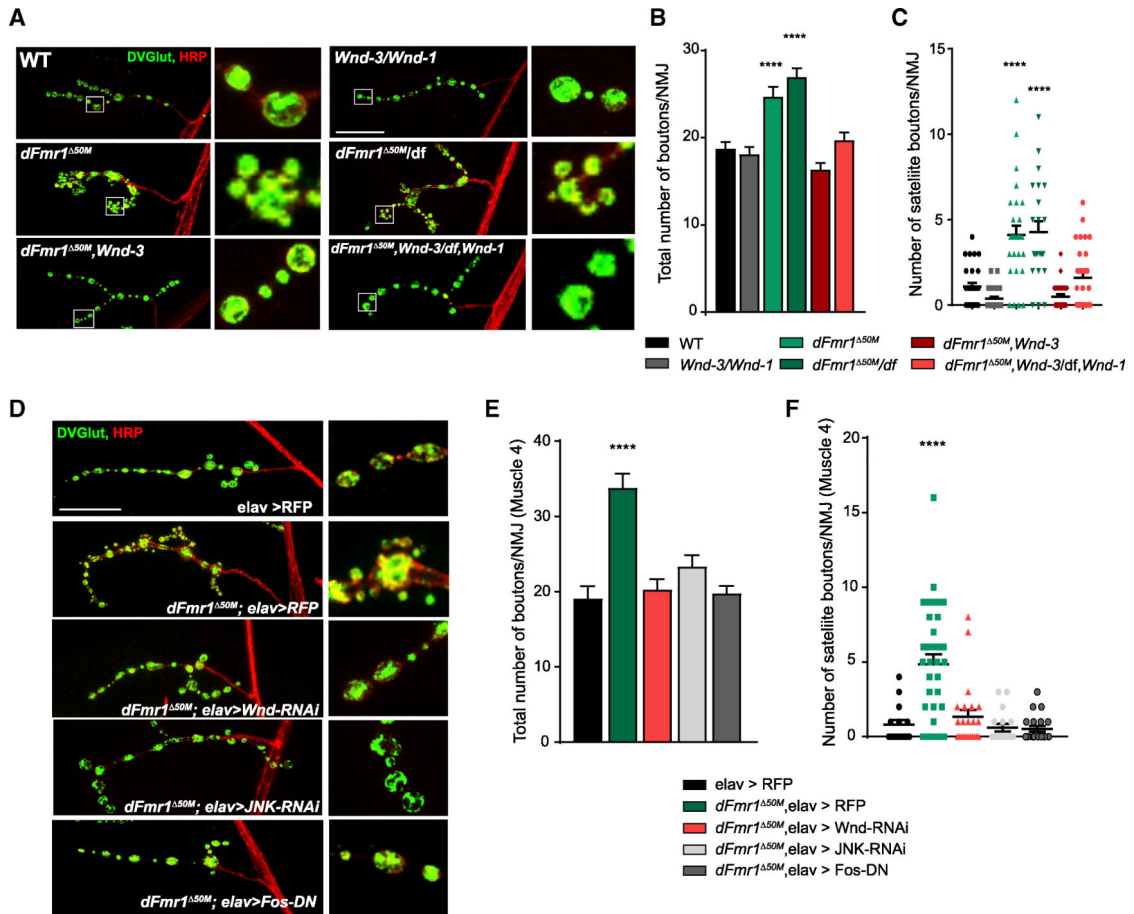 A
WT
DVGlut, HRP
Wnd-3/Wnd-1
dFmr1Δ50M
dFmr1Δ50M/df
dFmr1Δ50M,Wnd-3
dFmr1Δ50M,Wnd-3/df,Wnd-1
B
Total number of boutons/NMJ
30
20
10
0
****
****
C
Number of sateliite boutons/NMJ
15
10
5
0
****
****
WT
dFmr1Δ50M
dFmr1Δ50M,Wnd-3
Wnd-3/Wnd-1
dFmr1Δ50M/df
dFmr1Δ50M,Wnd-3/df,Wnd-1
D
DVGlut, HRP
elav >RFP
dFmr1Δ50M; elav>RFP
dFmr1Δ50M; elav>Wnd-RNAi
dFmr1Δ50M; elav>JNK-RNAi
dFmr1Δ50M; elav>Fos-DN
E
Total number of boutons/NMJ (Muscle 4)
40
30
20
10
0
****
F
Number of sateliite boutons/NMJ (Muscle 4)
20
15
10
5
0
****
elav > RFP
dFmr1Δ50M,elav > RFP
dFmr1Δ50M,elav > Wnd-RNAi
dFmr1Δ50M,elav > JNK-RNAi
dFmr1Δ50M,elav > Fos-DN